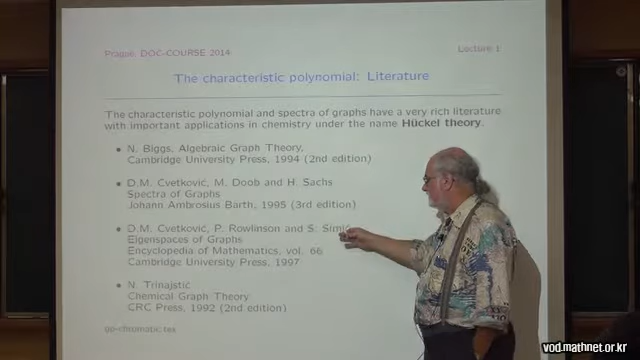 Prague, DOC-COURSE 2014
Lecture 1
The characteristic polynomial: Literature
The characteristic polynomial and spectra of graphs have a very rich literature
with important applications in chemistry under the name Hückel theory.
• N. Biggs, Algebraic Graph Theory,
Cambridge University Press, 1994 (2nd edition)
• D.M. Cvetković, M. Doob and H. Sachs
Spectra of Graphs
Johann Ambrosius Barth, 1995 (3rd edition)
• D.M. Cvetković, P. Rowlinson and S. Simić
Eigenspaces of Graphs
Encyclopedia of Mathematics, vol. 66
Cambridge University Press, 1997
• N. Trinajstic
Chemical Graph Theory
CRC Press, 1992 (2nd edition)
gp-chromatic.tex
vod.mathnet.or.kr